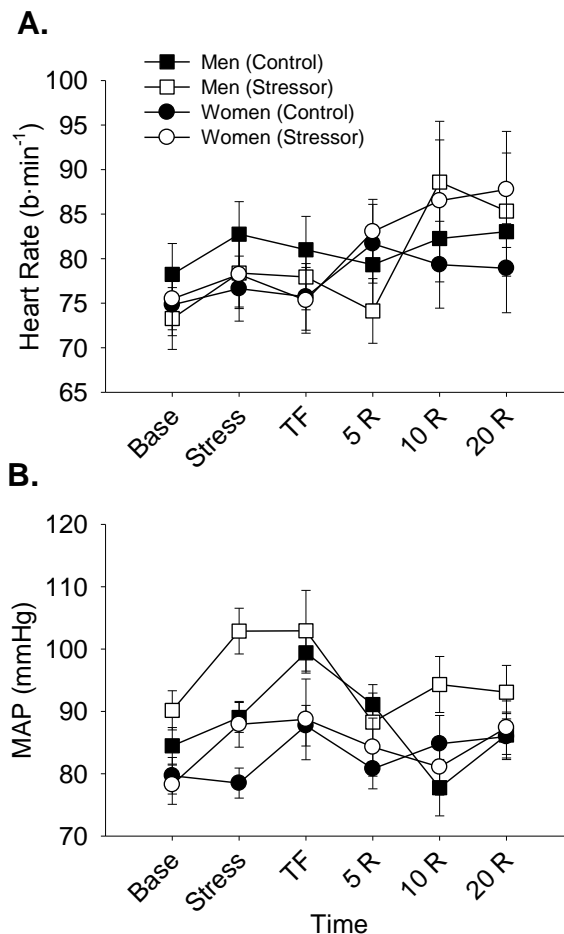 A.
Men (Control)
Men (Stressor)
Women (Control)
Women (Stressor)
Heart Rate (b·min⁻¹)
100
95
90
85
80
75
70
65
Base
Stress
TF
5 R
10 R
20 R
B.
MAP (mmHg)
120
110
100
90
80
70
Base
Stress
TF
5 R
10 R
20 R
Time